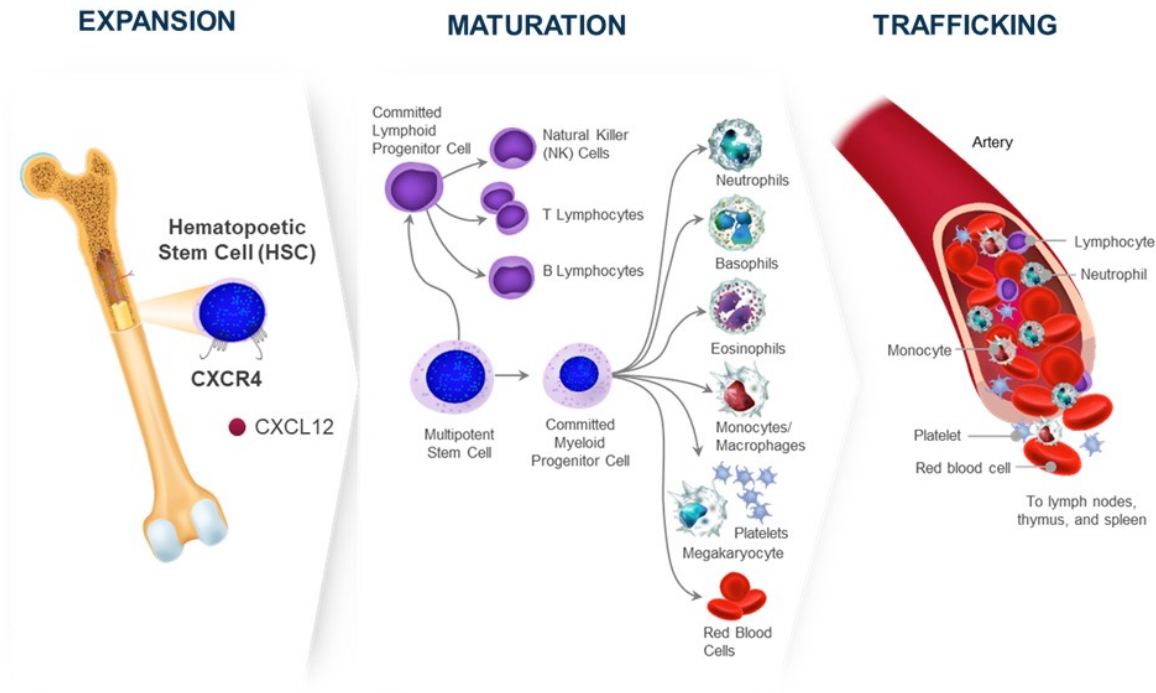 EXPANSION
MATURATION
TRAFFICKING
Hematopoetic
Stem Cell (HSC)
CXCR4
CXCL12
Committed
Lymphoid
Progenitor Cell
Natural Killer
(NK) Cells
T Lymphocytes
B Lymphocytes
Multipotent
Stem Cell
Committed
Myeloid
Progenitor Cell
Neutrophils
Basophils
Eosinophils
Monocytes/
Macrophages
Platelets
Megakaryocyte
Red Blood
Cells
Artery
Lymphocyte
Neutrophil
Monocyte
Platelet
Red blood cell
To lymph nodes,
thymus, and spleen